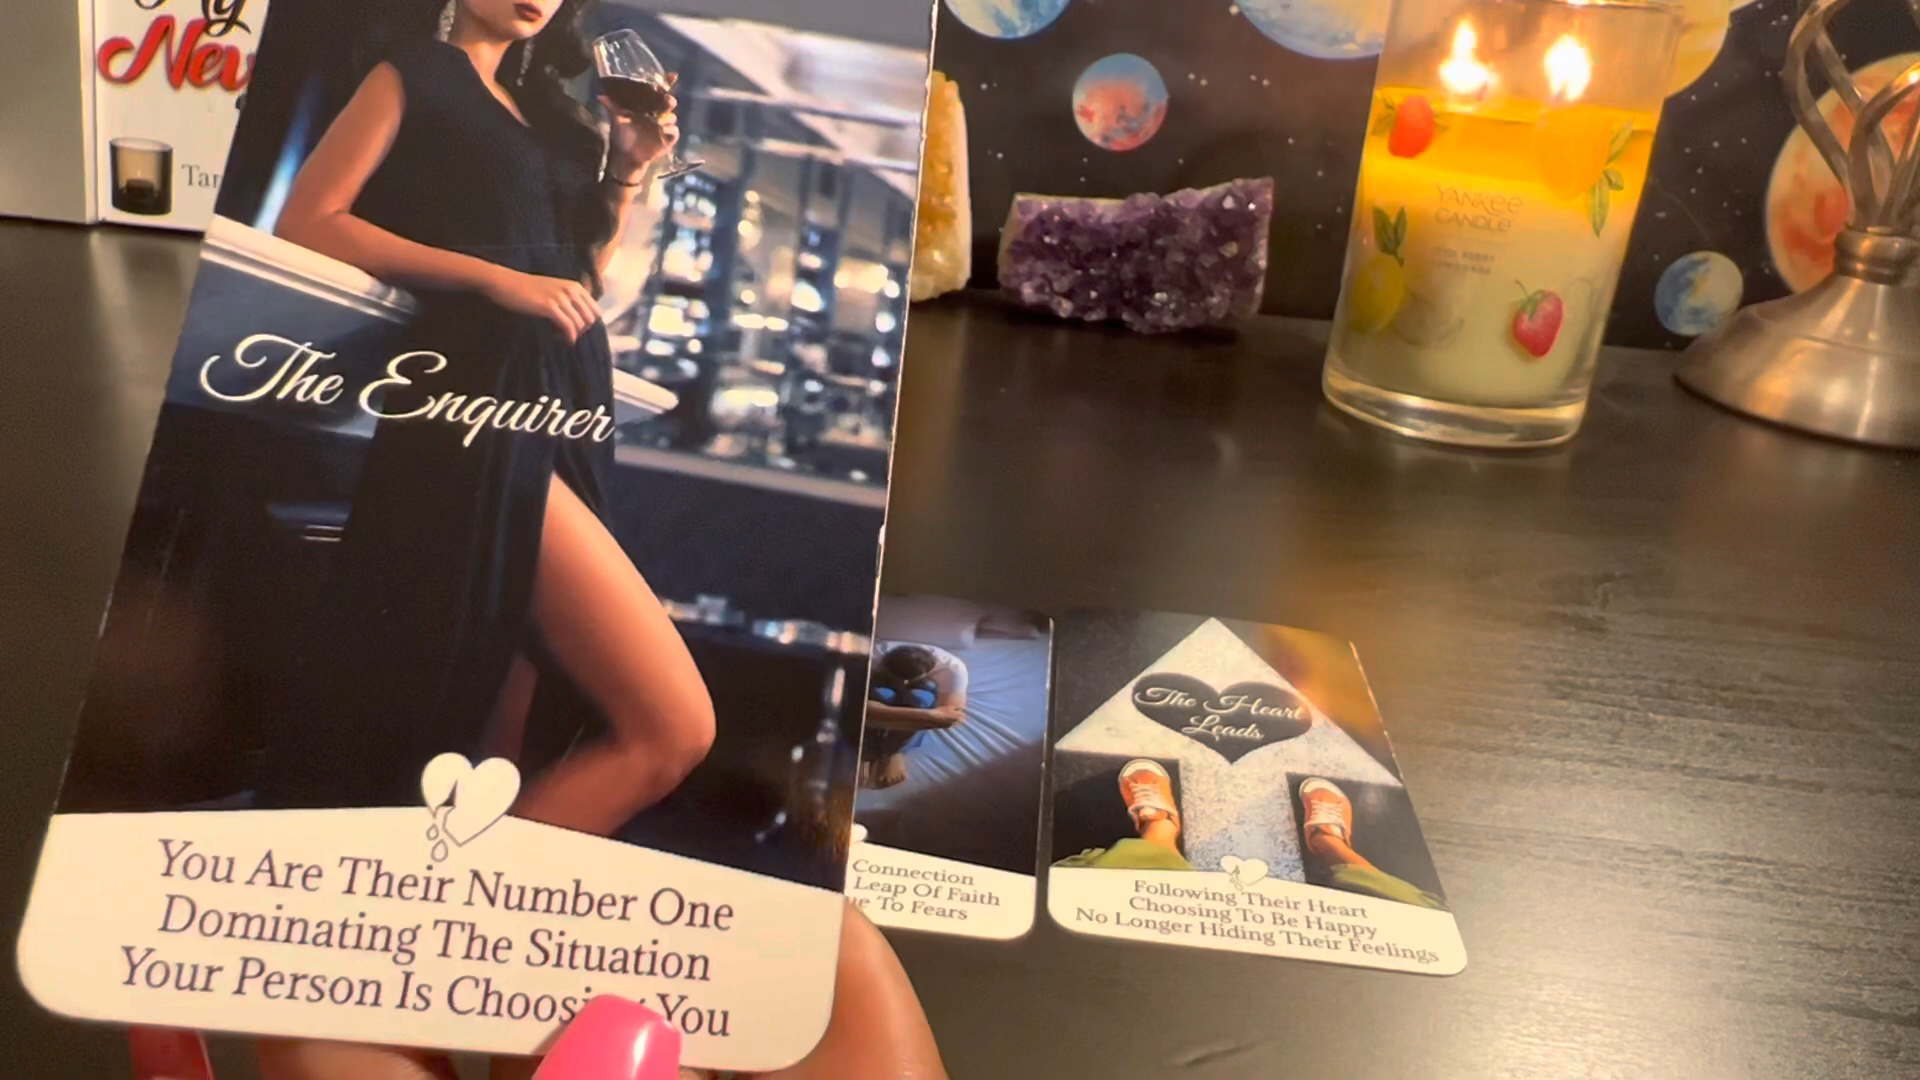 New
Tar
The Enquirer
You Are Their Number One
Dominating The Situation
Your Person Is Choosing You
Connection
Leap Of Faith
To Fears
The Heart
Leads
Following Their Heart
Choosing To Be Happy
No Longer Hiding Their Feelings
YANKEE
CANDLE